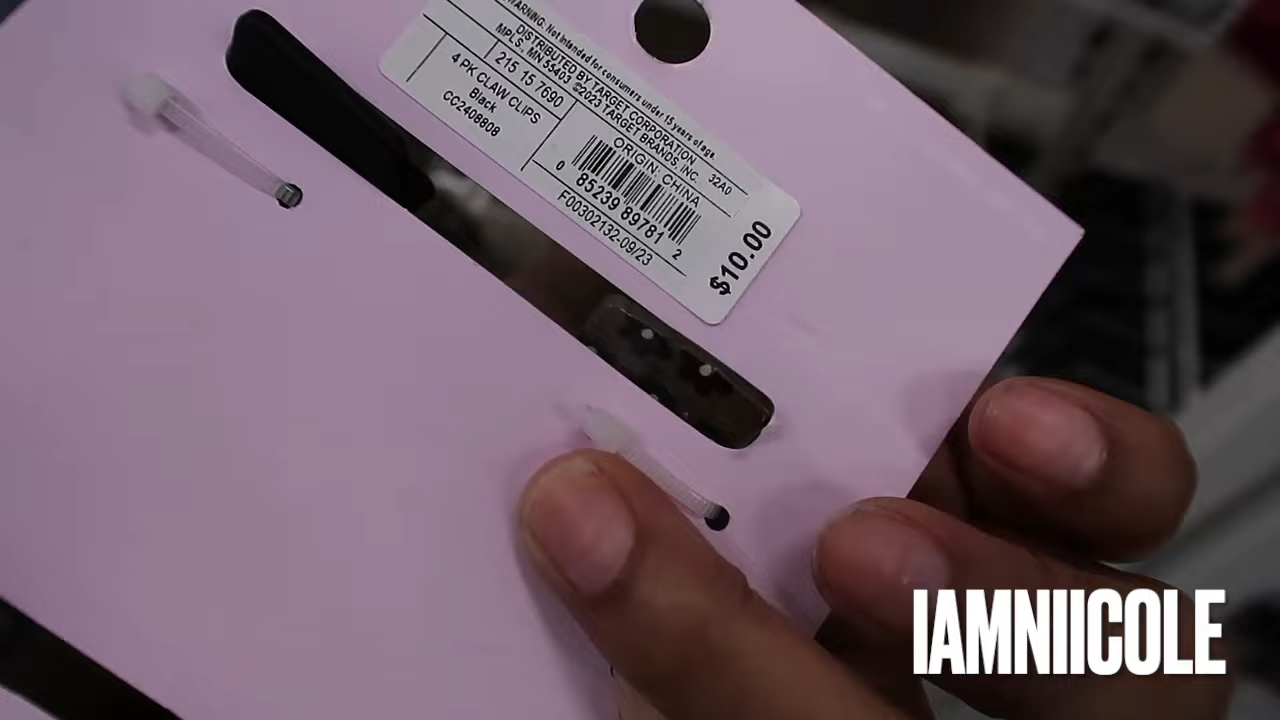 WARNING: Not intended for consumers under 15 years of age.
DISTRIBUTED BY TARGET CORPORATION
MPLS., MN 55403 ©2023 TARGET BRANDS, INC. 32A0
215 15 7690
ORIGIN: CHINA
4 PK CLAW CLIPS
Black
CC2408808
0 85239 89781 2
F00302132-09/23
$10.00
IAMNIICOLE